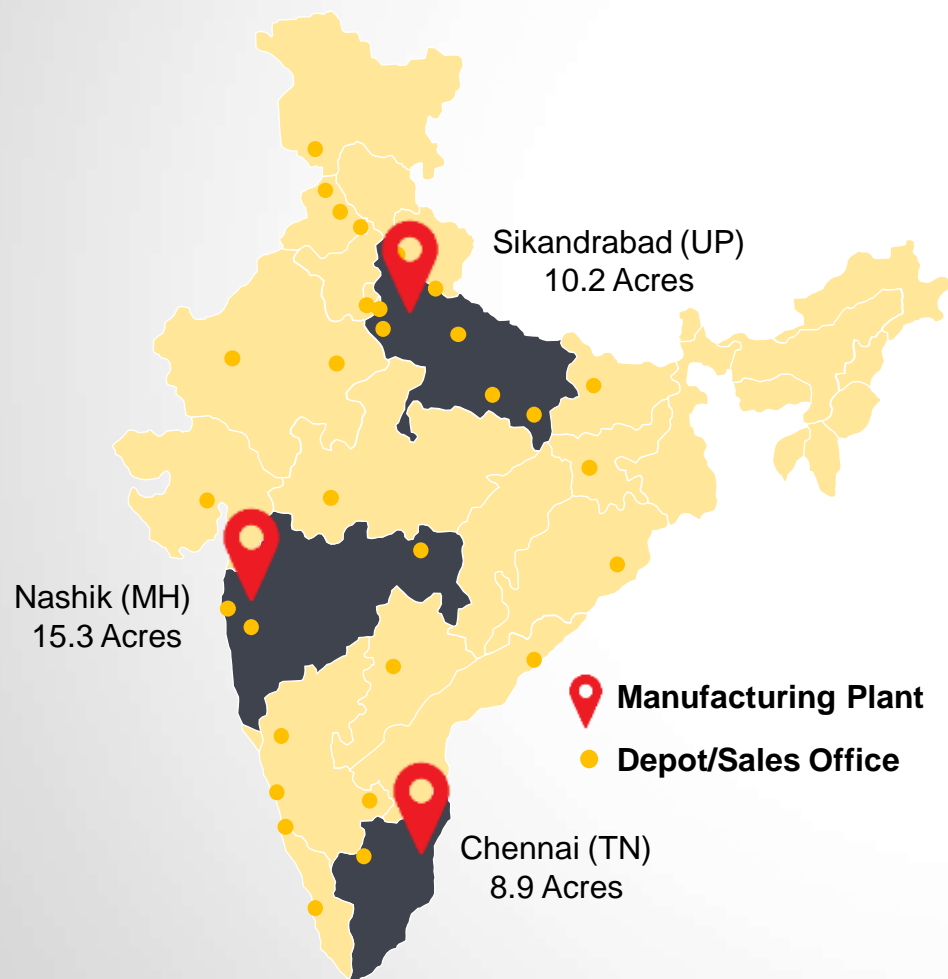 Sikandrabad (UP)
10.2 Acres
Nashik (MH)
15.3 Acres
Manufacturing Plant
Depot/Sales Office
Chennai (TN)
8.9 Acres